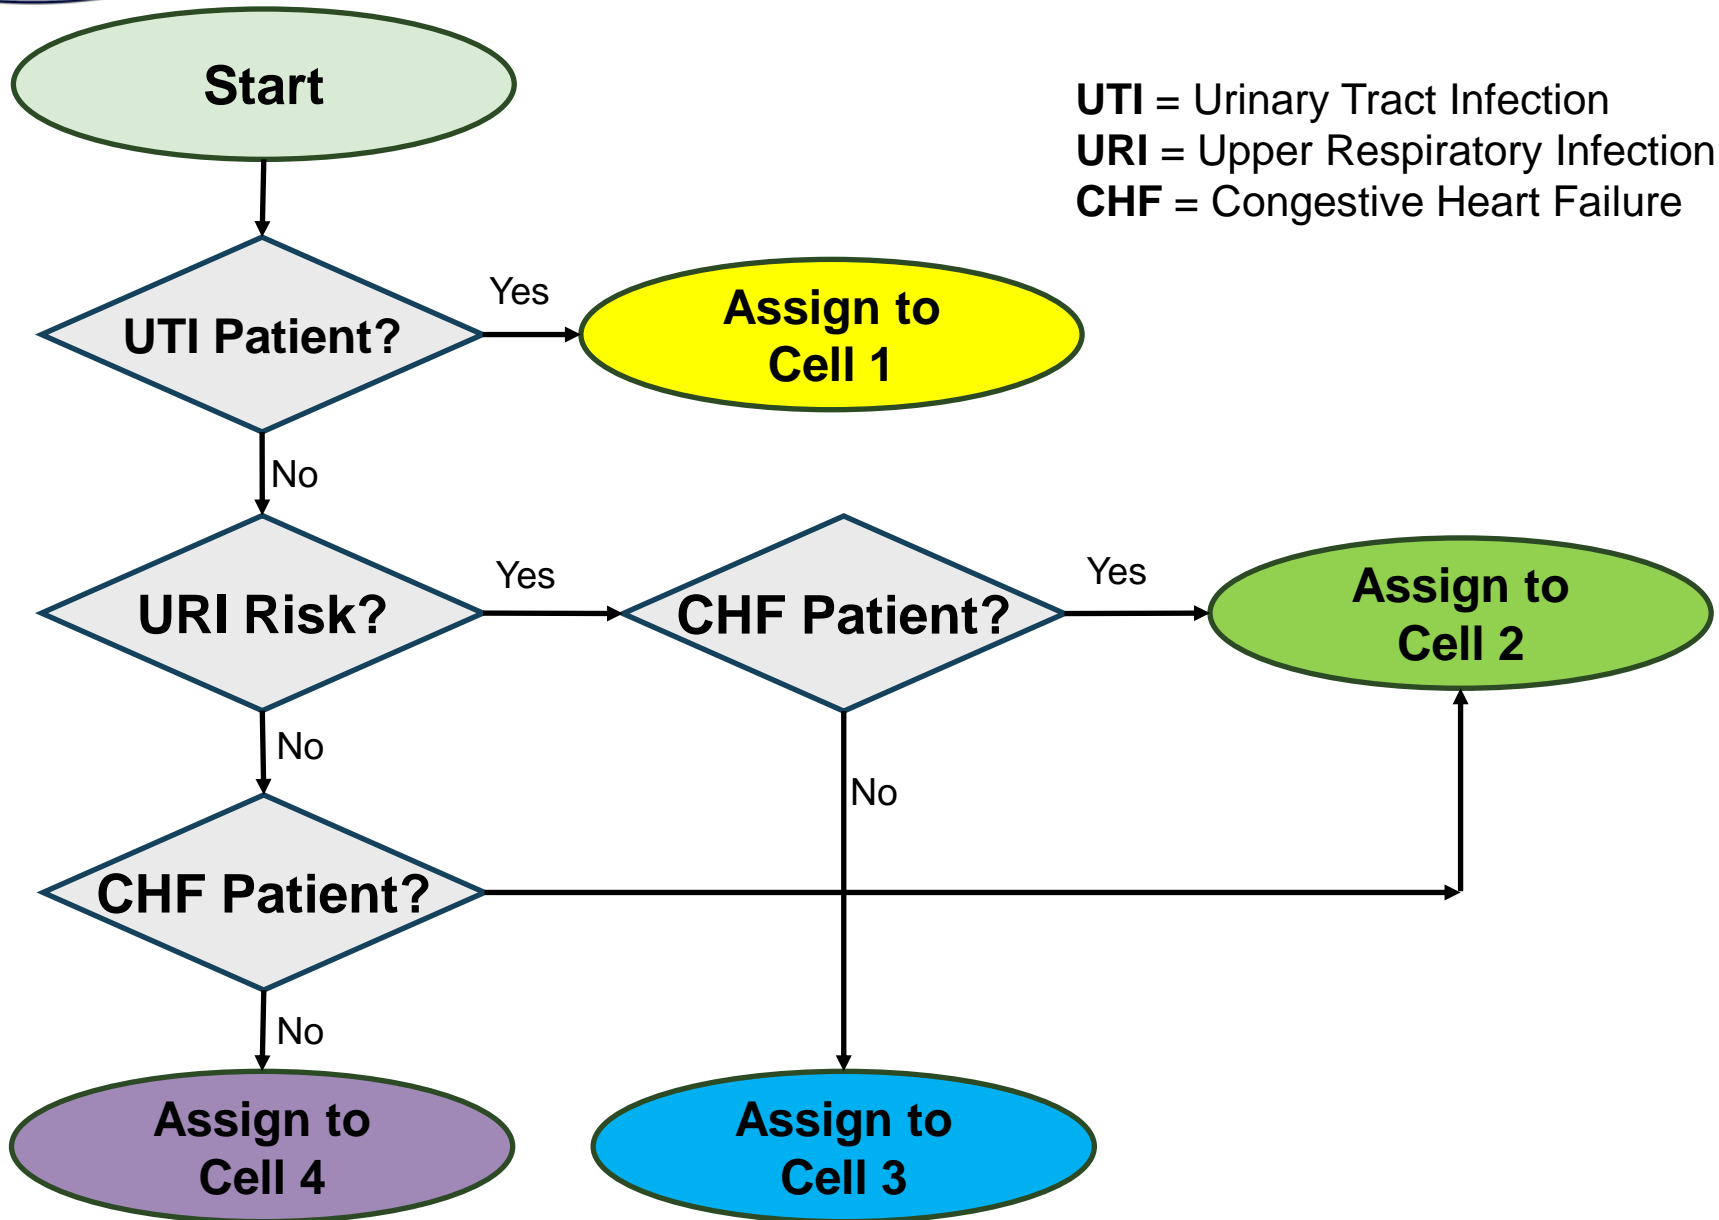 Start
UTI = Urinary Tract Infection
URI = Upper Respiratory Infection
CHF = Congestive Heart Failure
UTI Patient?
Yes
Assign to
Cell 1
No
URI Risk?
Yes
CHF Patient?
Yes
Assign to
Cell 2
No
No
CHF Patient?
No
Assign to
Cell 4
Assign to
Cell 3